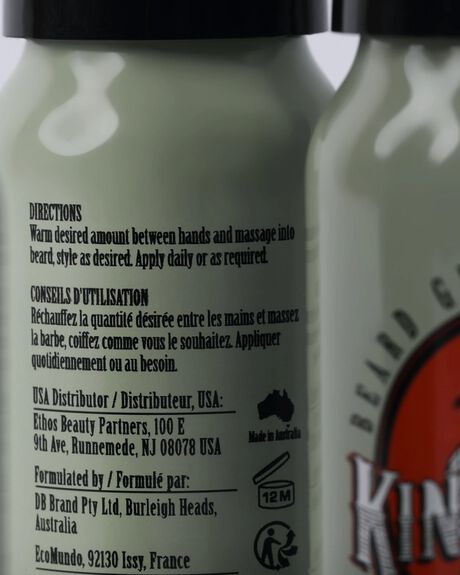 DIRECTIONS
Warm desired amount between hands and massage into
beard, style as desired. Apply daily or as required.
CONSEILS D'UTILISATION
Réchauffez la quantité désirée entre les mains et massez
la barbe, coiffez comme vous le souhaitez. Appliquer
quotidiennement ou au besoin.
USA Distributor / Distributeur, USA:
Ethos Beauty Partners, 100 E
9th Ave, Runnemede, NJ 08078 USA
Made in Australia
Formulated by / Formulé par:
12 M
DB Brand Pty Ltd, Burleigh Heads,
Australia
EcoMundo, 92130 Issy, France
BEARD G
KIN